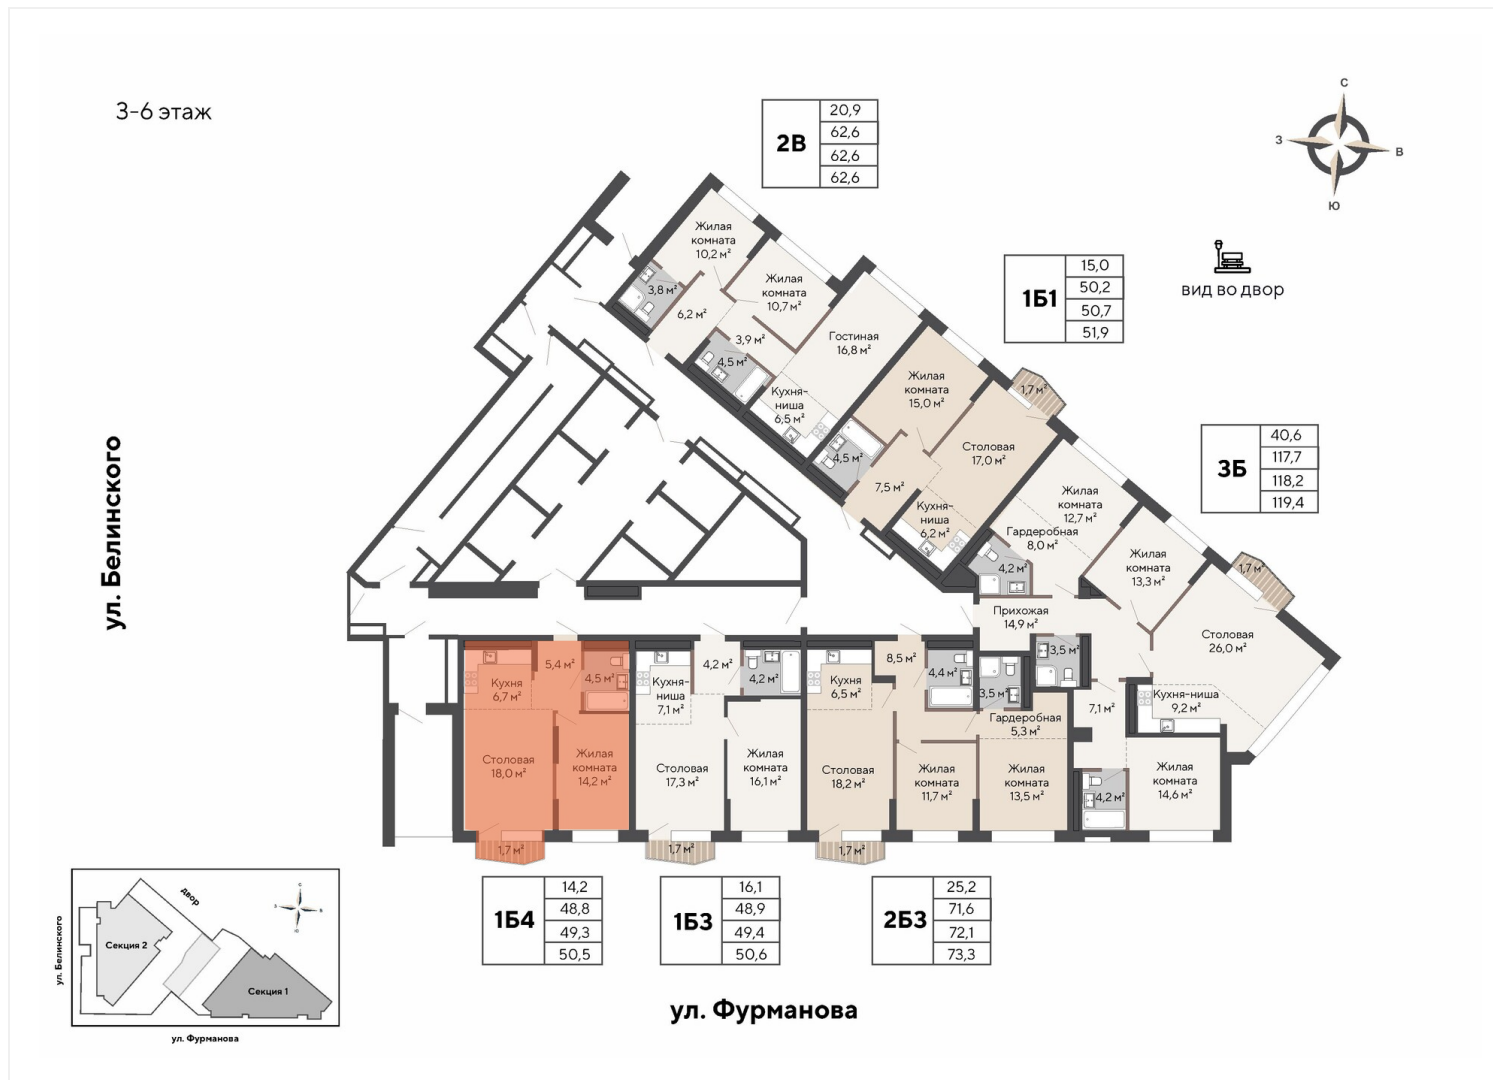 3-6 этаж
2В
20,9
62,6
62,6
62,6
С
З
В
Ю
вид во двор
1Б1
15,0
50,2
50,7
51,9
3Б
40,6
117,7
118,2
119,4
ул. Белинского
Жилая
комната
10,2 м²
3,8 м²
6,2 м²
Жилая
комната
10,7 м²
3,9 м²
4,5 м²
Гостиная
16,8 м²
Кухня-
ниша
6,5 м²
Жилая
комната
15,0 м²
4,5 м²
7,5 м²
1,7 м²
Столовая
17,0 м²
Кухня-
ниша
6,2 м²
Жилая
комната
12,7 м²
Гардеробная
8,0 м²
4,2 м²
Жилая
комната
13,3 м²
1,7 м²
Прихожая
14,9 м²
Столовая
26,0 м²
3,5 м²
7,1 м²
Кухня-ниша
9,2 м²
4,2 м²
Жилая
комната
14,6 м²
5,4 м²
4,5 м²
Кухня
6,7 м²
Столовая
18,0 м²
Жилая
комната
14,2 м²
1,7 м²
4,2 м²
4,2 м²
Кухня-
ниша
7,1 м²
Столовая
17,3 м²
Жилая
комната
16,1 м²
1,7 м²
8,5 м²
4,4 м²
Кухня
6,5 м²
3,5 м²
Гардеробная
5,3 м²
Столовая
18,2 м²
Жилая
комната
11,7 м²
Жилая
комната
13,5 м²
1,7 м²
1Б4
14,2
48,8
49,3
50,5
1Б3
16,1
48,9
49,4
50,6
2Б3
25,2
71,6
72,1
73,3
ул. Фурманова
двор
С
З
В
Ю
Секция 2
Секция 1
ул. Белинского
ул. Фурманова